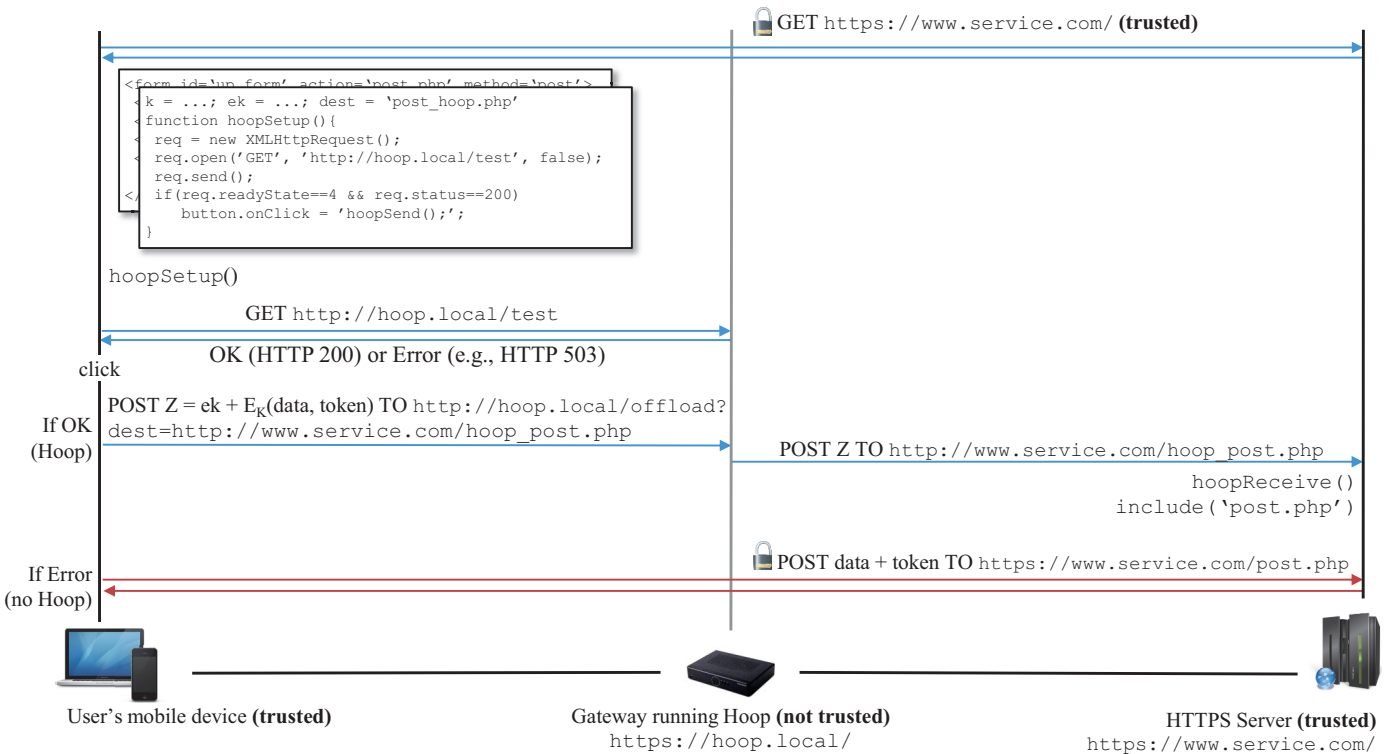 GET https://www.service.com/ (trusted)
<form id=‘up_form’ action=‘post.php’ method=‘post’>
k = ...; ek = ...; dest = ‘post_hoop.php’
function hoopSetup(){
req = new XMLHttpRequest();
req.open(’GET’, ’http://hoop.local/test’, false);
req.send();
</ if(req.readyState==4 && req.status==200)
button.onClick = ’hoopSend();’;
}
hoopSetup()
GET http://hoop.local/test
OK (HTTP 200) or Error (e.g., HTTP 503)
click
POST Z = ek + EK(data, token) TO http://hoop.local/offload?
dest=http://www.service.com/hoop_post.php
If OK
(Hoop)
POST Z TO http://www.service.com/hoop_post.php
hoopReceive()
include(‘post.php’)
POST data + token TO https://www.service.com/post.php
If Error
(no Hoop)
User’s mobile device (trusted)
Gateway running Hoop (not trusted)
https://hoop.local/
HTTPS Server (trusted)
https://www.service.com/